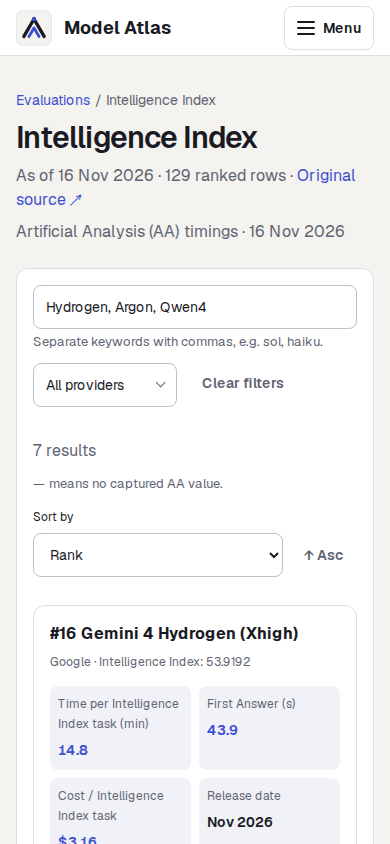 Model Atlas
Menu
Evaluations / Intelligence Index
Intelligence Index
As of 16 Nov 2026 · 129 ranked rows · Original
source ↗
Artificial Analysis (AA) timings · 16 Nov 2026
Hydrogen, Argon, Qwen4
Separate keywords with commas, e.g. sol, haiku.
All providers
Clear filters
7 results
— means no captured AA value.
Sort by
Rank
↑ Asc
#16 Gemini 4 Hydrogen (Xhigh)
Google · Intelligence Index: 53.9192
Time per Intelligence
Index task (min)
14.8
First Answer (s)
43.9
Cost / Intelligence
Index task
$3.16
Release date
Nov 2026